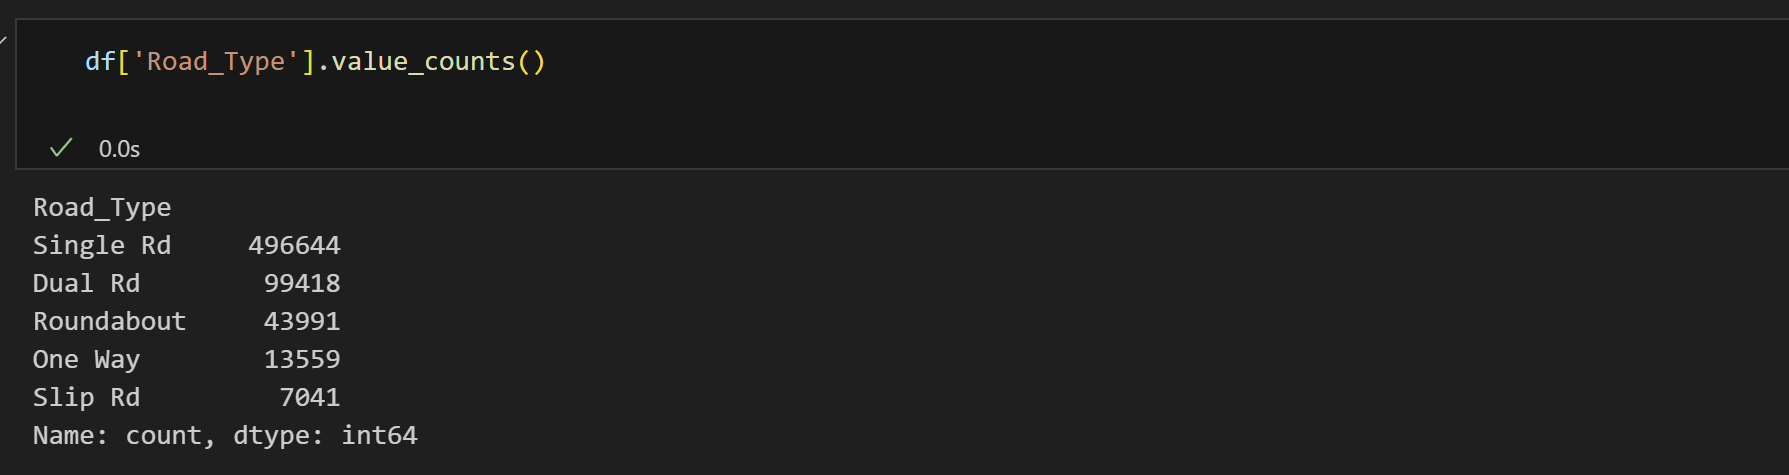 df['Road_Type'].value_counts()
0.0s
Road_Type
Single Rd     496644
Dual Rd        99418
Roundabout     43991
One Way        13559
Slip Rd         7041
Name: count, dtype: int64